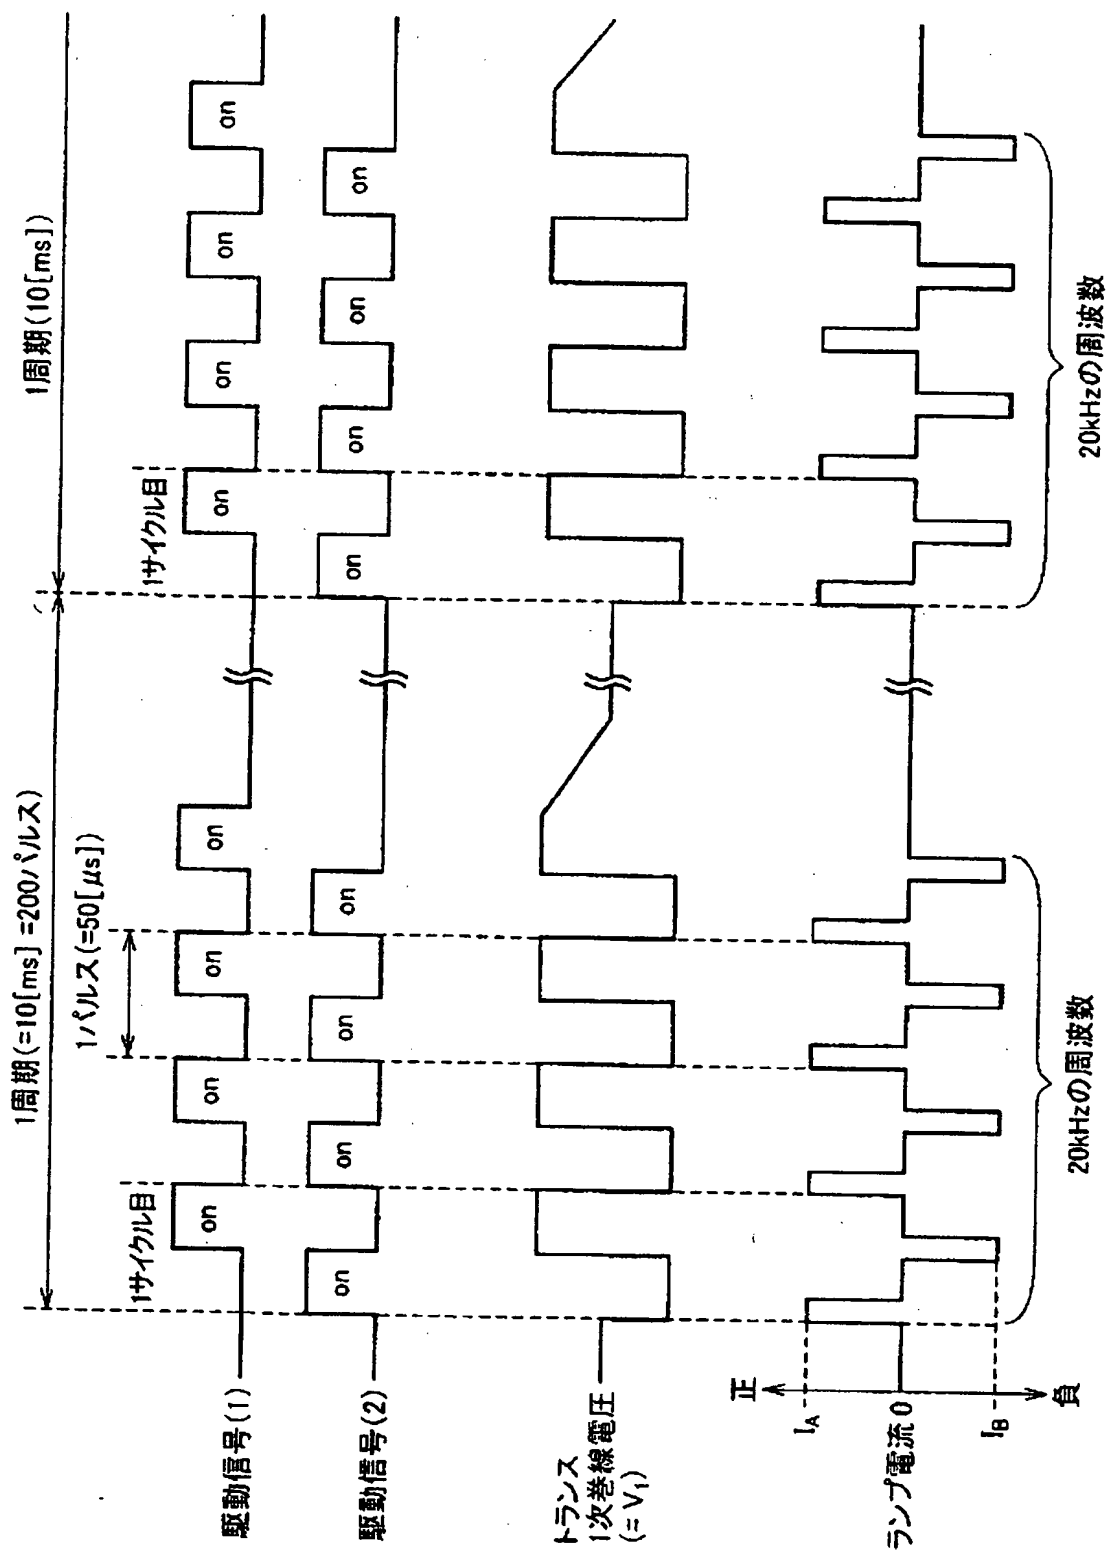 1周期(=10[ms]=200パルス)
1周期(10[ms])
1パルス(=50[μs])
1サイクル目
1サイクル目
駆動信号(1)
on
on
on
on
on
on
on
on
駆動信号(2)
on
on
on
on
on
on
on
on
トランス
1次巻線電圧
(=V1)
正
IA
ランプ電流 0
IB
負
20kHzの周波数
20kHzの周波数